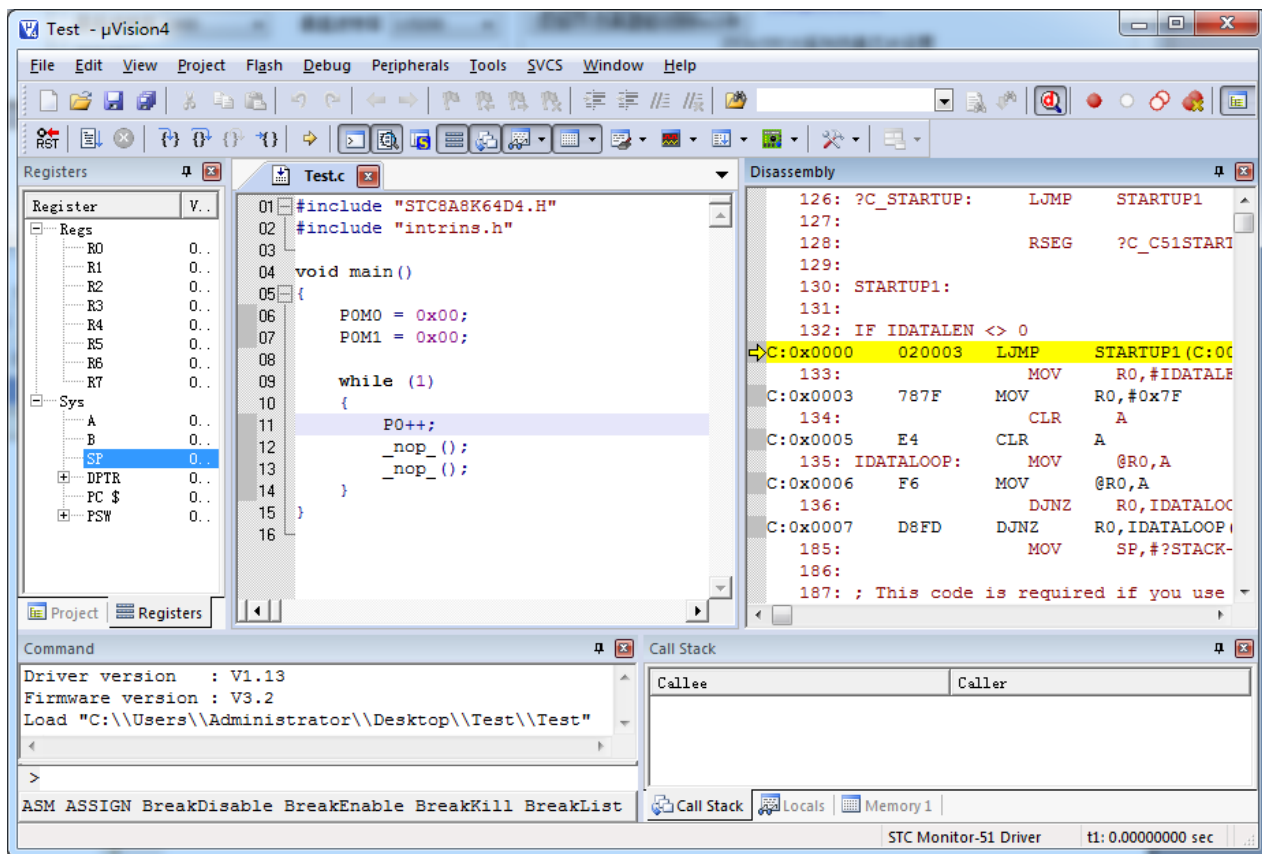 Test - µVision4
File Edit View Project Flash Debug Peripherals Tools SVCS Window Help
RST
Registers
Register V..
Regs
R0 0..
R1 0..
R2 0..
R3 0..
R4 0..
R5 0..
R6 0..
R7 0..
Sys
A 0..
B 0..
SP 0..
DPTR 0..
PC $ 0..
PSW 0..
Project Registers
Test.c
01 #include "STC8A8K64D4.H"
02 #include "intrins.h"
03
04 void main()
05 {
06 P0M0 = 0x00;
07 P0M1 = 0x00;
08
09 while (1)
10 {
11 P0++;
12 _nop_();
13 _nop_();
14 }
15 }
16
Disassembly
126: ?C_STARTUP: LJMP STARTUP1
127:
128: RSEG ?C_C51START
129:
130: STARTUP1:
131:
132: IF IDATALEN <> 0
C:0x0000 020003 LJMP STARTUP1(C:00
133: MOV R0,#IDATALE
C:0x0003 787F MOV R0,#0x7F
134: CLR A
C:0x0005 E4 CLR A
135: IDATALOOP: MOV @R0,A
C:0x0006 F6 MOV @R0,A
136: DJNZ R0,IDATALOO
C:0x0007 D8FD DJNZ R0,IDATALOOP(
185: MOV SP,#?STACK-
186:
187: ; This code is required if you use
Command
Driver version : V1.13
Firmware version : V3.2
Load "C:\\Users\\Administrator\\Desktop\\Test\\Test"
>
ASM ASSIGN BreakDisable BreakEnable BreakKill BreakList
Call Stack
Callee Caller
Call Stack Locals Memory 1
STC Monitor-51 Driver t1: 0.00000000 sec